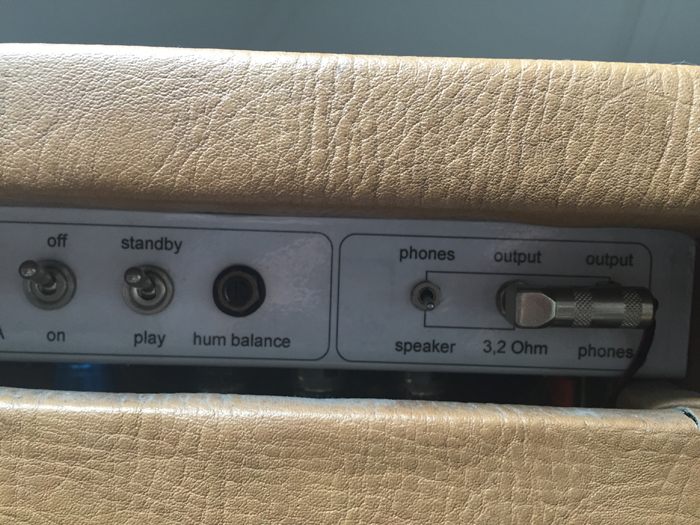 off
standby
phones
output
output
A
on
play
hum balance
speaker
3,2 Ohm
phones